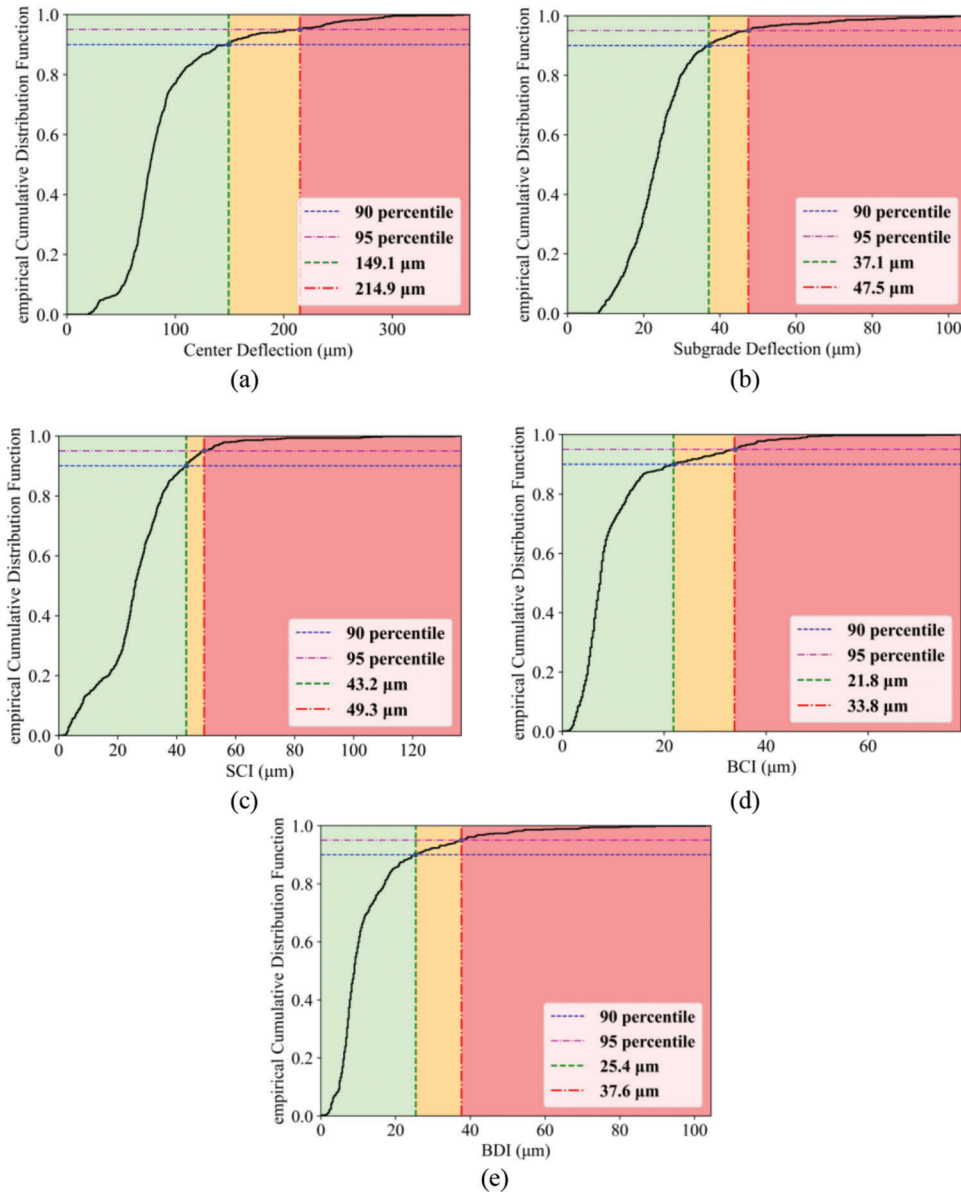 empirical Cumulative Distribution Function
1.0
0.8
0.6
0.4
0.2
0.0
90 percentile
95 percentile
149.1 μm
214.9 μm
0 100 200 300
Center Deflection (μm)
(a)
empirical Cumulative Distribution Function
1.0
0.8
0.6
0.4
0.2
0.0
90 percentile
95 percentile
37.1 μm
47.5 μm
0 20 40 60 80 100
Subgrade Deflection (μm)
(b)
empirical Cumulative Distribution Function
1.0
0.8
0.6
0.4
0.2
0.0
90 percentile
95 percentile
43.2 μm
49.3 μm
0 20 40 60 80 100 120
SCI (μm)
(c)
empirical Cumulative Distribution Function
1.0
0.8
0.6
0.4
0.2
0.0
90 percentile
95 percentile
21.8 μm
33.8 μm
0 20 40 60
BCI (μm)
(d)
empirical Cumulative Distribution Function
1.0
0.8
0.6
0.4
0.2
0.0
90 percentile
95 percentile
25.4 μm
37.6 μm
0 20 40 60 80 100
BDI (μm)
(e)